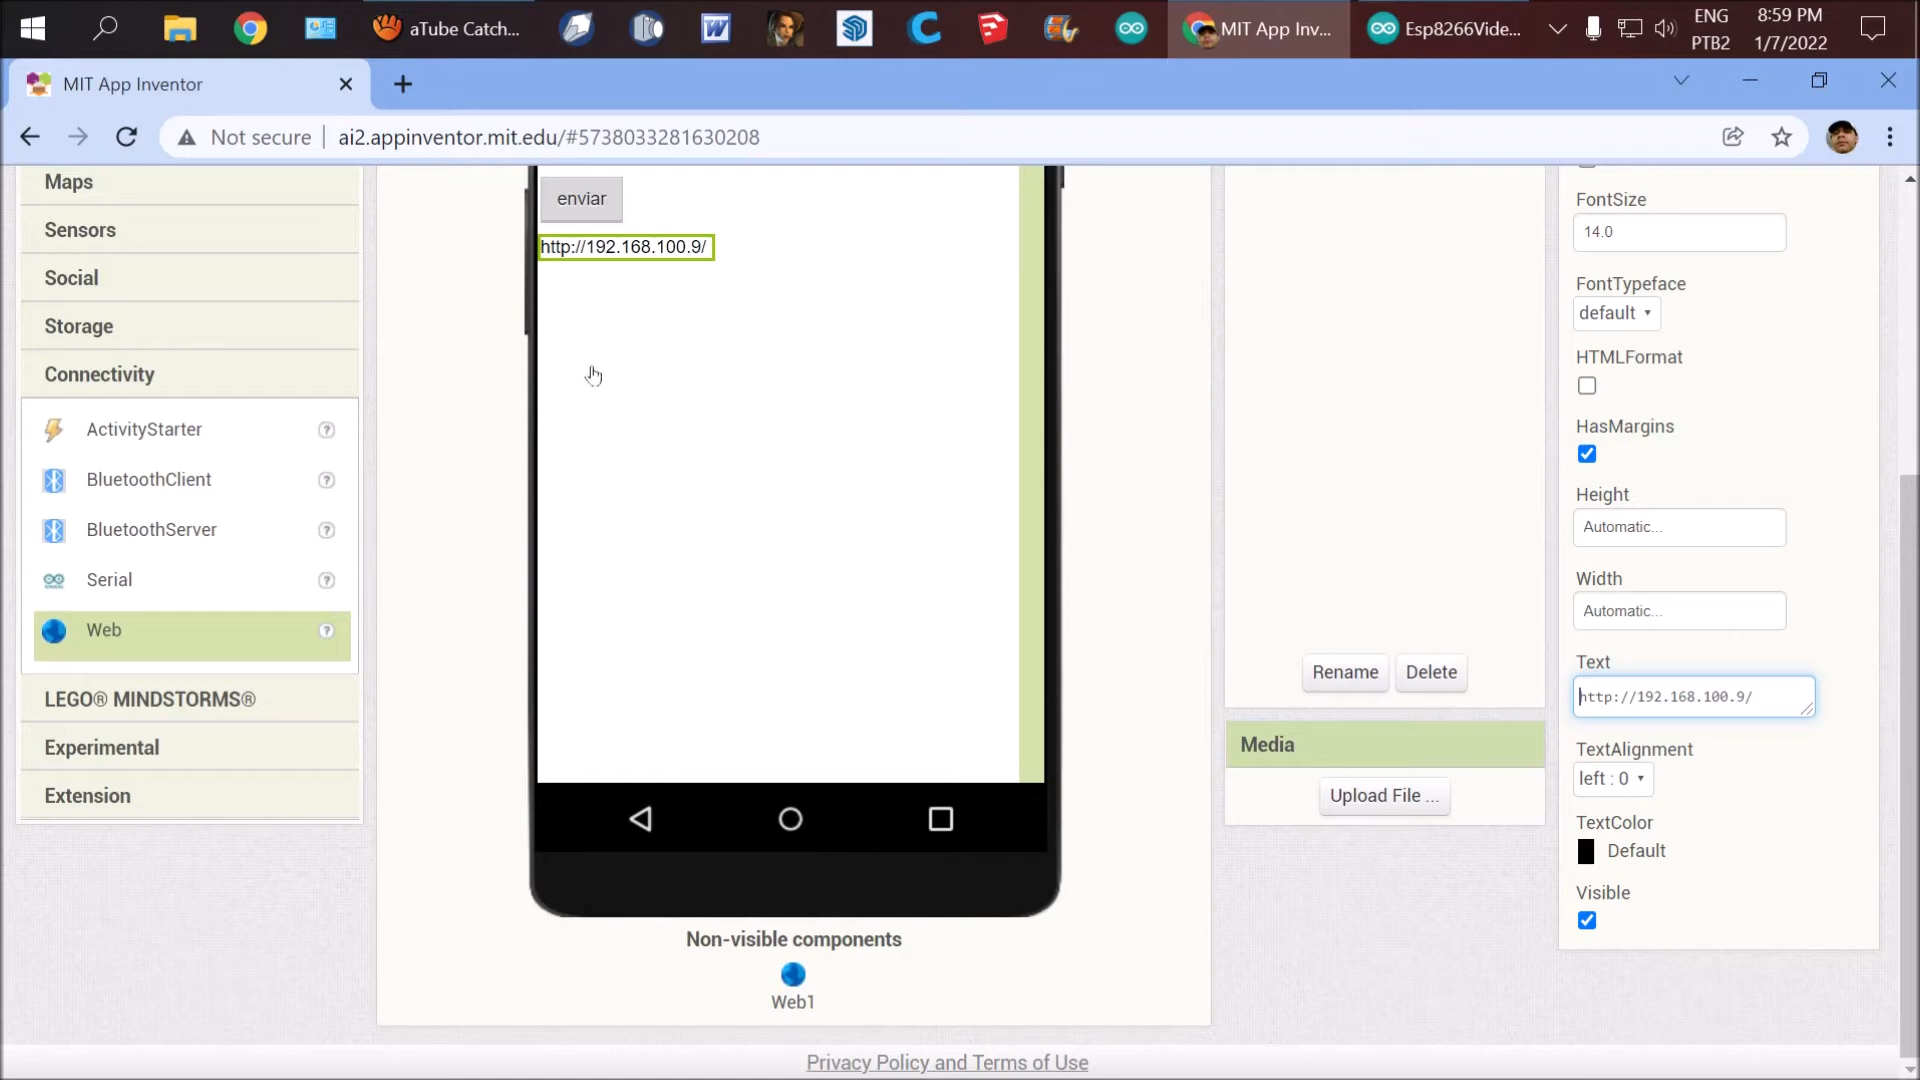 aTube Catch...
MIT App Inv...
Esp8266Vide...
ENG
PTB2
8:59 PM
1/7/2022
MIT App Inventor
Not secure
ai2.appinventor.mit.edu/#5738033281630208
Maps
Sensors
Social
Storage
Connectivity
ActivityStarter ?
BluetoothClient ?
BluetoothServer ?
Serial ?
Web ?
LEGO® MINDSTORMS®
Experimental
Extension
enviar
http://192.168.100.9/
Non-visible components
Web1
Rename
Delete
Media
Upload File ...
FontSize
14.0
FontTypeface
default
HTMLFormat
HasMargins
Height
Automatic...
Width
Automatic...
Text
http://192.168.100.9/
TextAlignment
left : 0
TextColor
Default
Visible
Privacy Policy and Terms of Use